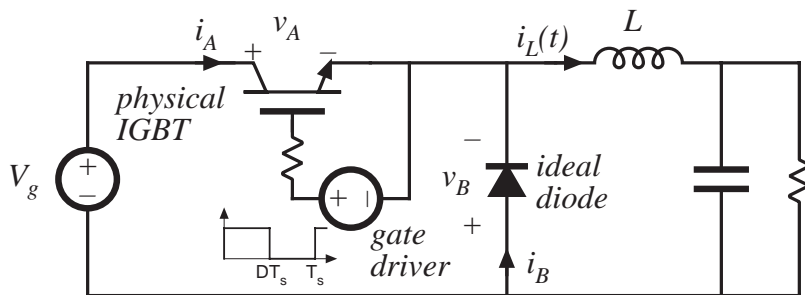 i_A
v_A
+ −
i_L(t)
L
physical
IGBT
V_g
+
−
+ −
−
v_B
+
ideal
diode
gate
driver
DT_s
T_s
i_B